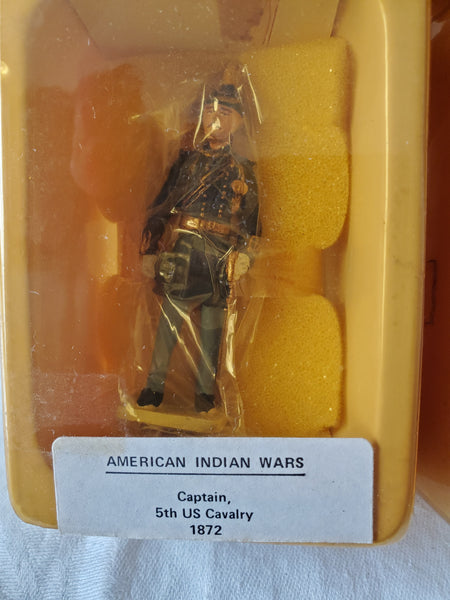 AMERICAN INDIAN WARS
Captain,
5th US Cavalry
1872